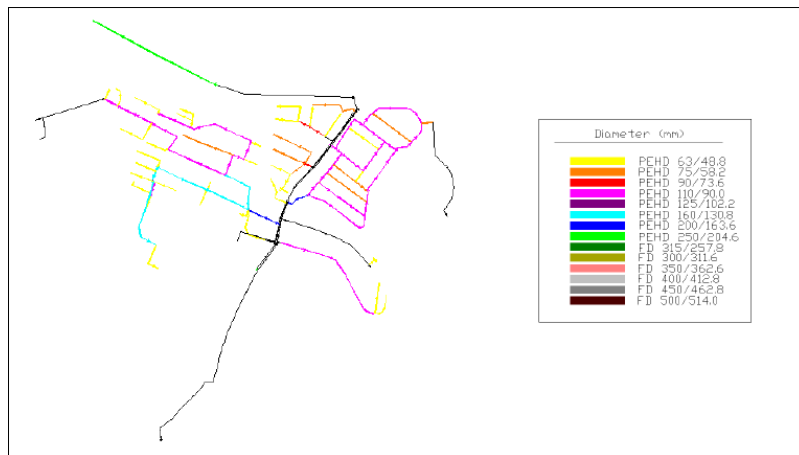 Diameter (mm)
PEHD 63/48.8
PEHD 75/58.2
PEHD 90/73.6
PEHD 110/90.0
PEHD 125/102.2
PEHD 160/130.8
PEHD 200/163.6
PEHD 250/204.6
FD 315/257.8
FD 300/311.6
FD 350/362.6
FD 400/412.8
FD 450/462.8
FD 500/514.0